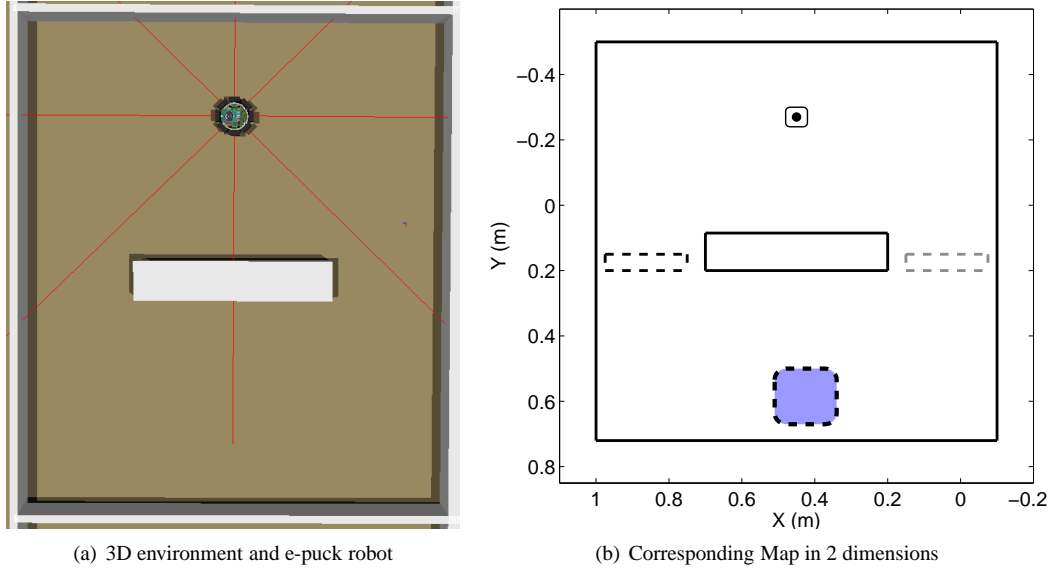 −0.4
−0.2
0
0.2
0.4
0.6
0.8
Y (m)
1 0.8 0.6 0.4 0.2 0 −0.2
X (m)
(a) 3D environment and e-puck robot
(b) Corresponding Map in 2 dimensions